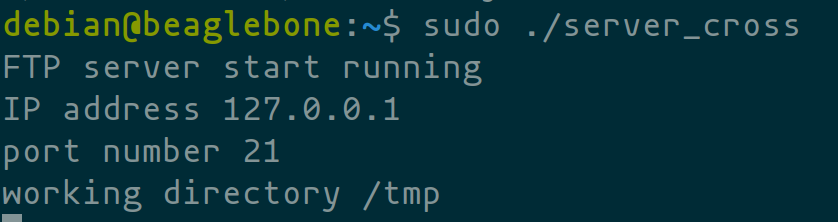 debian@beaglebone:~$ sudo ./server_cross
FTP server start running
IP address 127.0.0.1
port number 21
working directory /tmp